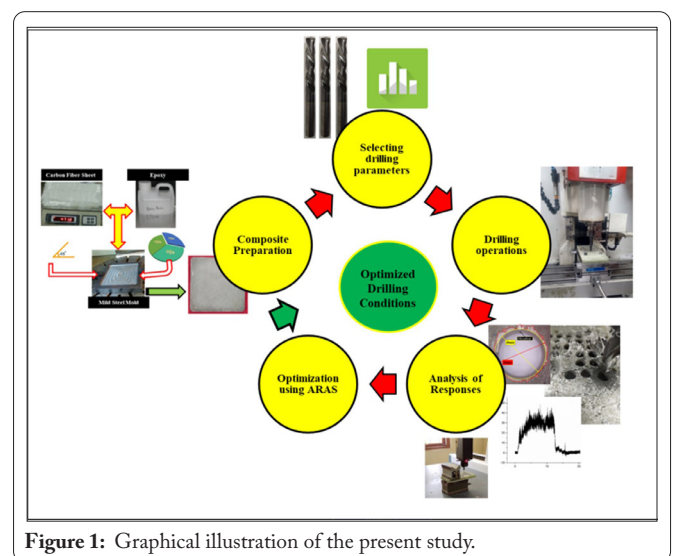 Selecting
drilling
parameters
Carbon Fiber Sheet
Epoxy
Composite
Preparation
Drilling
operations
Optimized
Drilling
Conditions
Mild Steel Mold
Optimization
using ARAS
Analysis of
Responses
Figure 1: Graphical illustration of the present study.